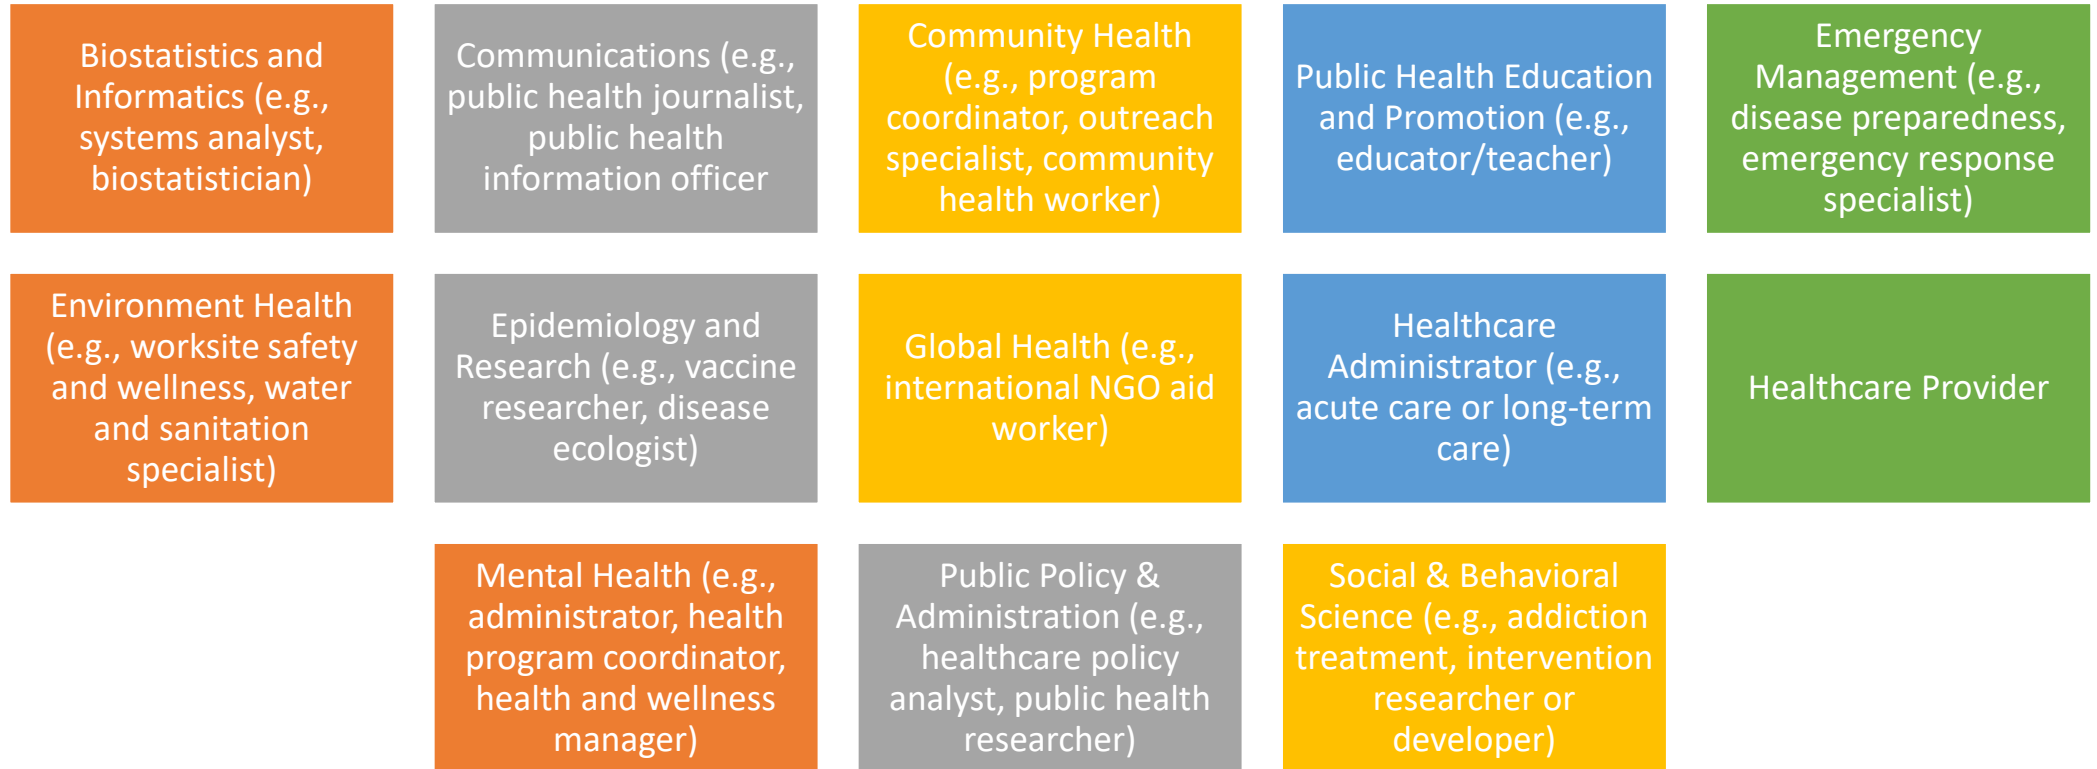 Biostatistics and
Informatics (e.g.,
systems analyst,
biostatistician)
Communications (e.g.,
public health journalist,
public health
information officer
Community Health
(e.g., program
coordinator, outreach
specialist, community
health worker)
Public Health Education
and Promotion (e.g.,
educator/teacher)
Emergency
Management (e.g.,
disease preparedness,
emergency response
specialist)
Environment Health
(e.g., worksite safety
and wellness, water
and sanitation
specialist)
Epidemiology and
Research (e.g., vaccine
researcher, disease
ecologist)
Global Health (e.g.,
international NGO aid
worker)
Healthcare
Administrator (e.g.,
acute care or long-term
care)
Healthcare Provider
Mental Health (e.g.,
administrator, health
program coordinator,
health and wellness
manager)
Public Policy &
Administration (e.g.,
healthcare policy
analyst, public health
researcher)
Social & Behavioral
Science (e.g., addiction
treatment, intervention
researcher or
developer)